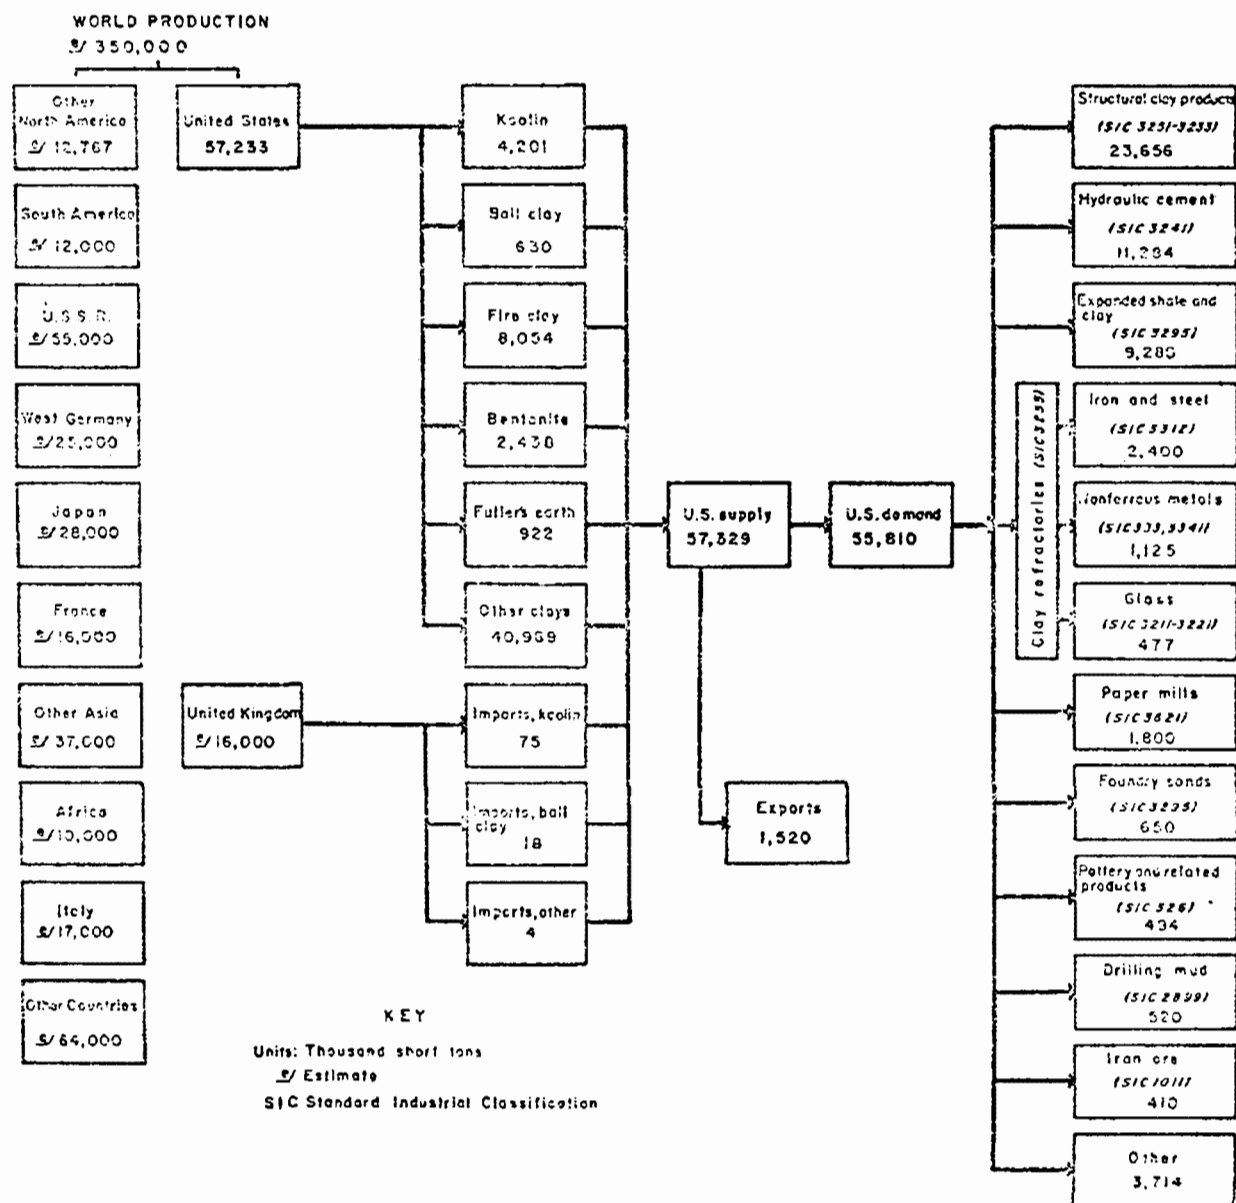 WORLD PRODUCTION
e/ 350,000
Other
North America
e/ 12,767
United States
57,233
Kaolin
4,201
Structural clay products
(SIC 3251-3253)
23,656
South America
e/ 12,000
Ball clay
630
Hydraulic cement
(SIC 3241)
11,284
U.S.S.R.
e/ 55,000
Fire clay
8,054
Expanded shale and
clay
(SIC 3295)
West Germany
e/ 25,000
Bentonite
2,438
Clay refractories (SIC 3255)
Iron and steel
(SIC 3312)
2,400
Japan
e/ 28,000
Fuller's earth
922
U.S. supply
57,329
U.S. demand
55,810
Nonferrous metals
(SIC 333, 3341)
1,125
France
e/ 16,000
Other clays
Glass
(SIC 3211-3221)
477
Other Asia
e/ 37,000
United Kingdom
e/ 16,000
Imports, kaolin
75
Paper mills
(SIC 2621)
1,800
Africa
e/ 10,000
Imports, ball
clay
18
Exports
1,520
Foundry sands
(SIC 3295)
650
Italy
e/ 17,000
Imports, other
4
Pottery and related
products
(SIC 326)
Other Countries
e/ 64,000
Drilling mud
(SIC 2899)
520
KEY
Units: Thousand short tons
e/ Estimate
SIC Standard Industrial Classification
Iron ore
(SIC 1011)
410
Other
3,714